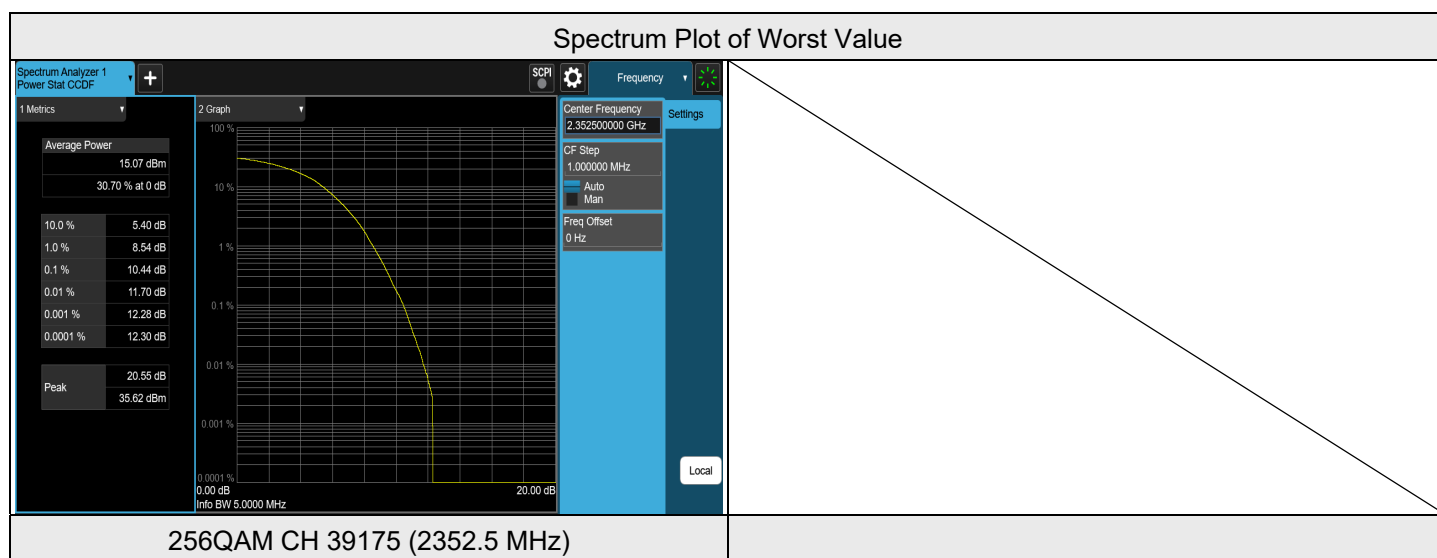 Spectrum Plot of Worst Value
Spectrum Analyzer 1
Power Stat CCDF
+
SCPI
Frequency
1 Metrics
2 Graph
Center Frequency
2.352500000 GHz
Settings
CF Step
1.000000 MHz
Auto
Man
Freq Offset
0 Hz
Average Power
15.07 dBm
30.70 % at 0 dB
10.0 % 5.40 dB
1.0 % 8.54 dB
0.1 % 10.44 dB
0.01 % 11.70 dB
0.001 % 12.28 dB
0.0001 % 12.30 dB
Peak 20.55 dB
35.62 dBm
100 %
10 %
1 %
0.1 %
0.01 %
0.001 %
0.0001 %
0.00 dB 20.00 dB
Info BW 5.0000 MHz
Local
256QAM CH 39175 (2352.5 MHz)